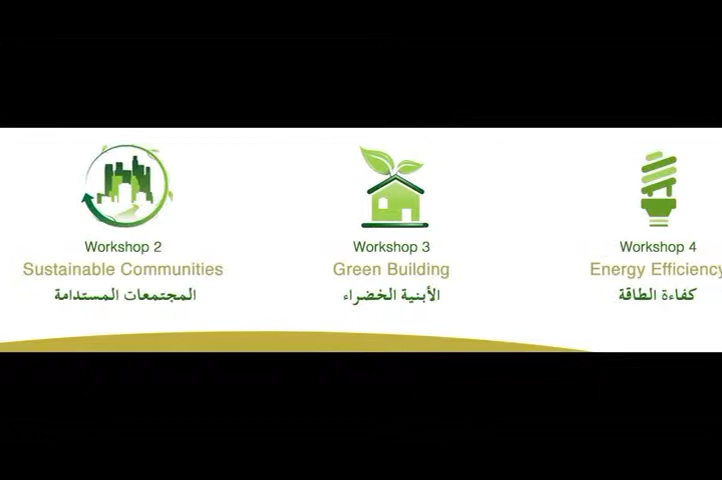 Workshop 2
Sustainable Communities
المجتمعات المستدامة
Workshop 3
Green Building
الأبنية الخضراء
Workshop 4
Energy Efficiency
كفاءة الطاقة